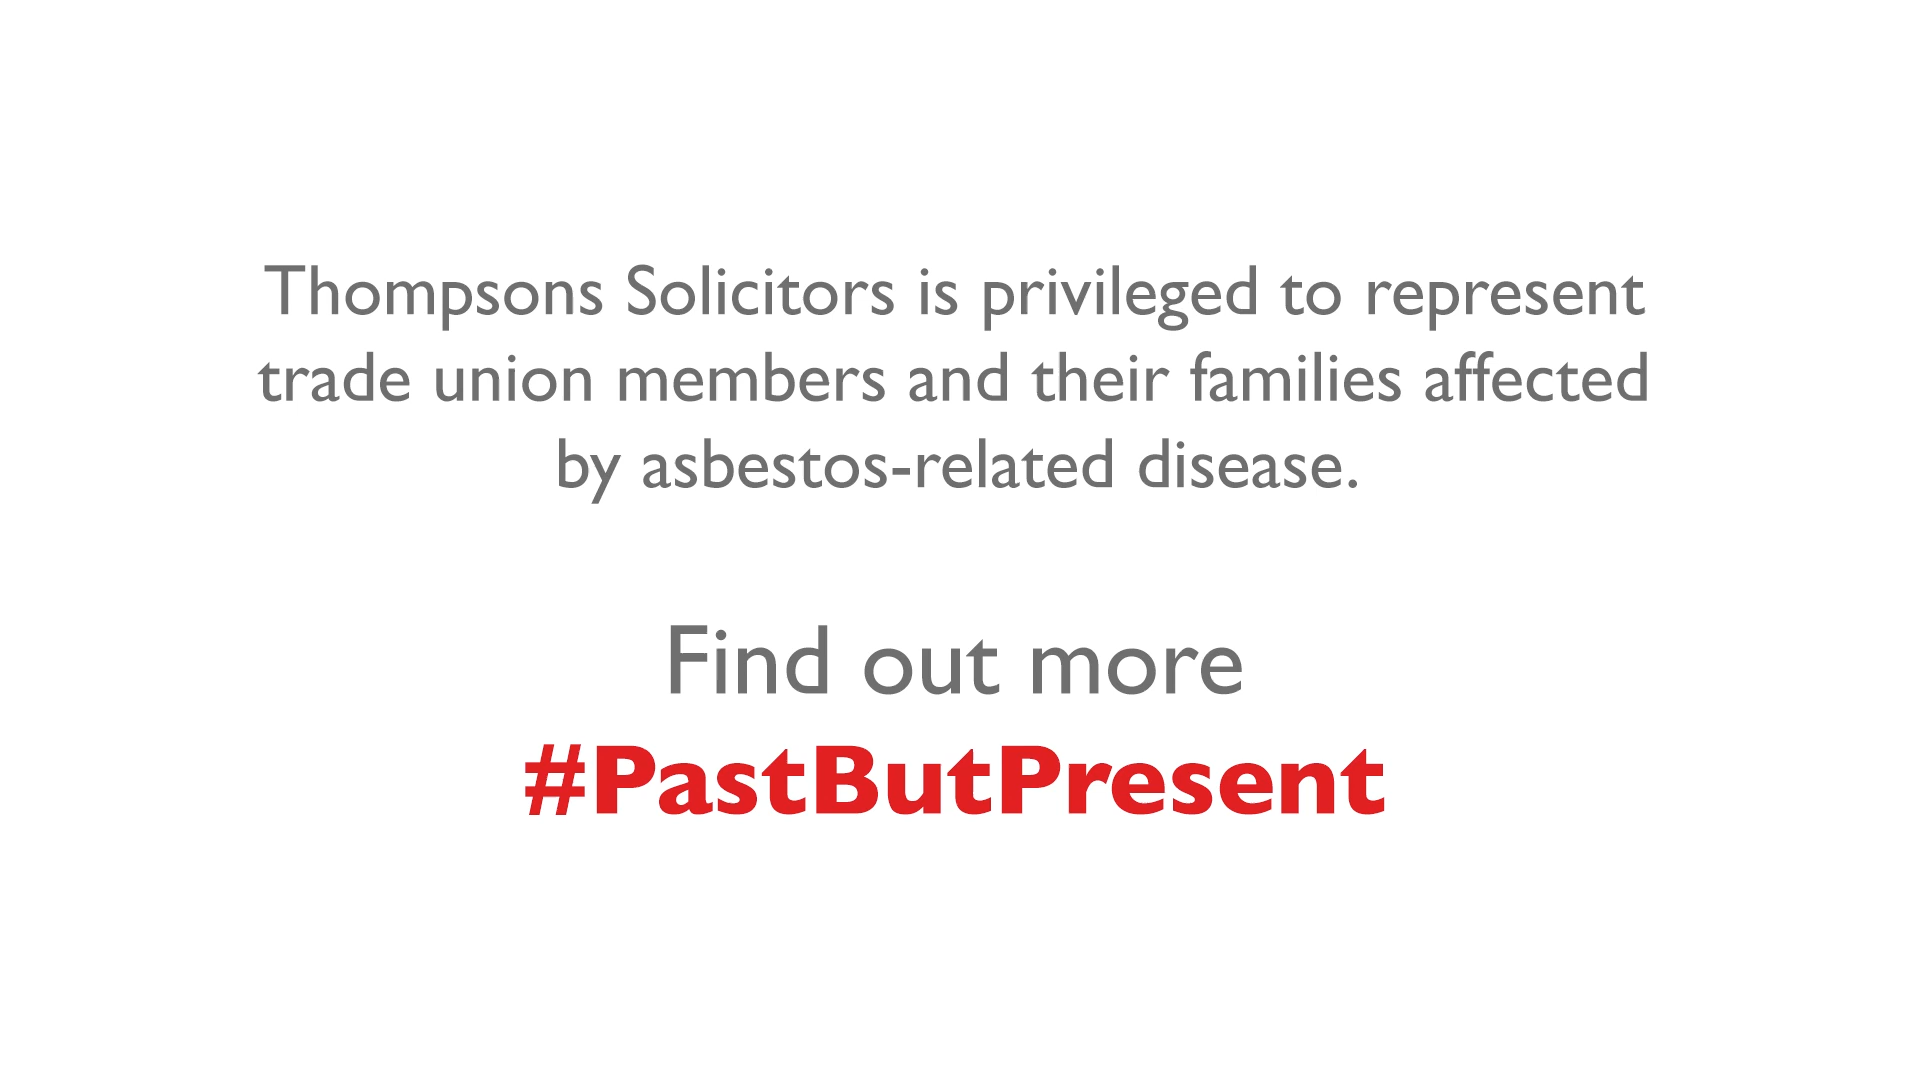 Thompsons Solicitors is privileged to represent
trade union members and their families affected
by asbestos-related disease.
Find out more
#PastButPresent